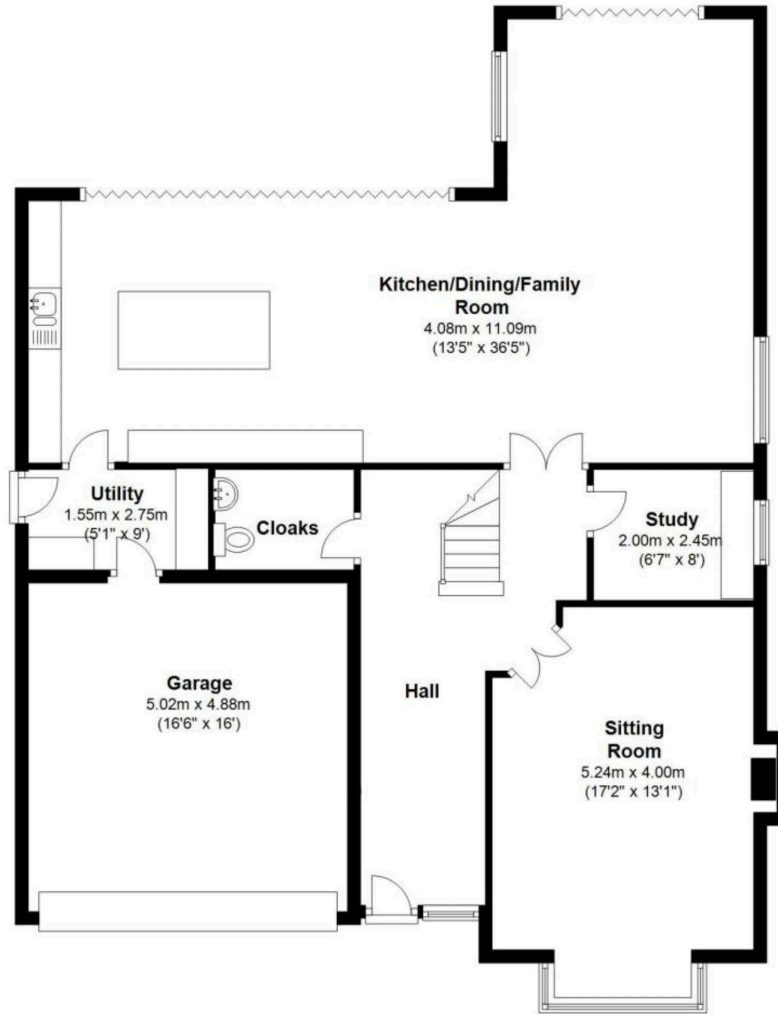 Kitchen/Dining/Family
Room
4.08m x 11.09m
(13'5" x 36'5")
Utility
1.55m x 2.75m
(5'1" x 9')
Cloaks
Study
2.00m x 2.45m
(6'7" x 8')
Garage
5.02m x 4.88m
(16'6" x 16')
Hall
Sitting
Room
5.24m x 4.00m
(17'2" x 13'1")